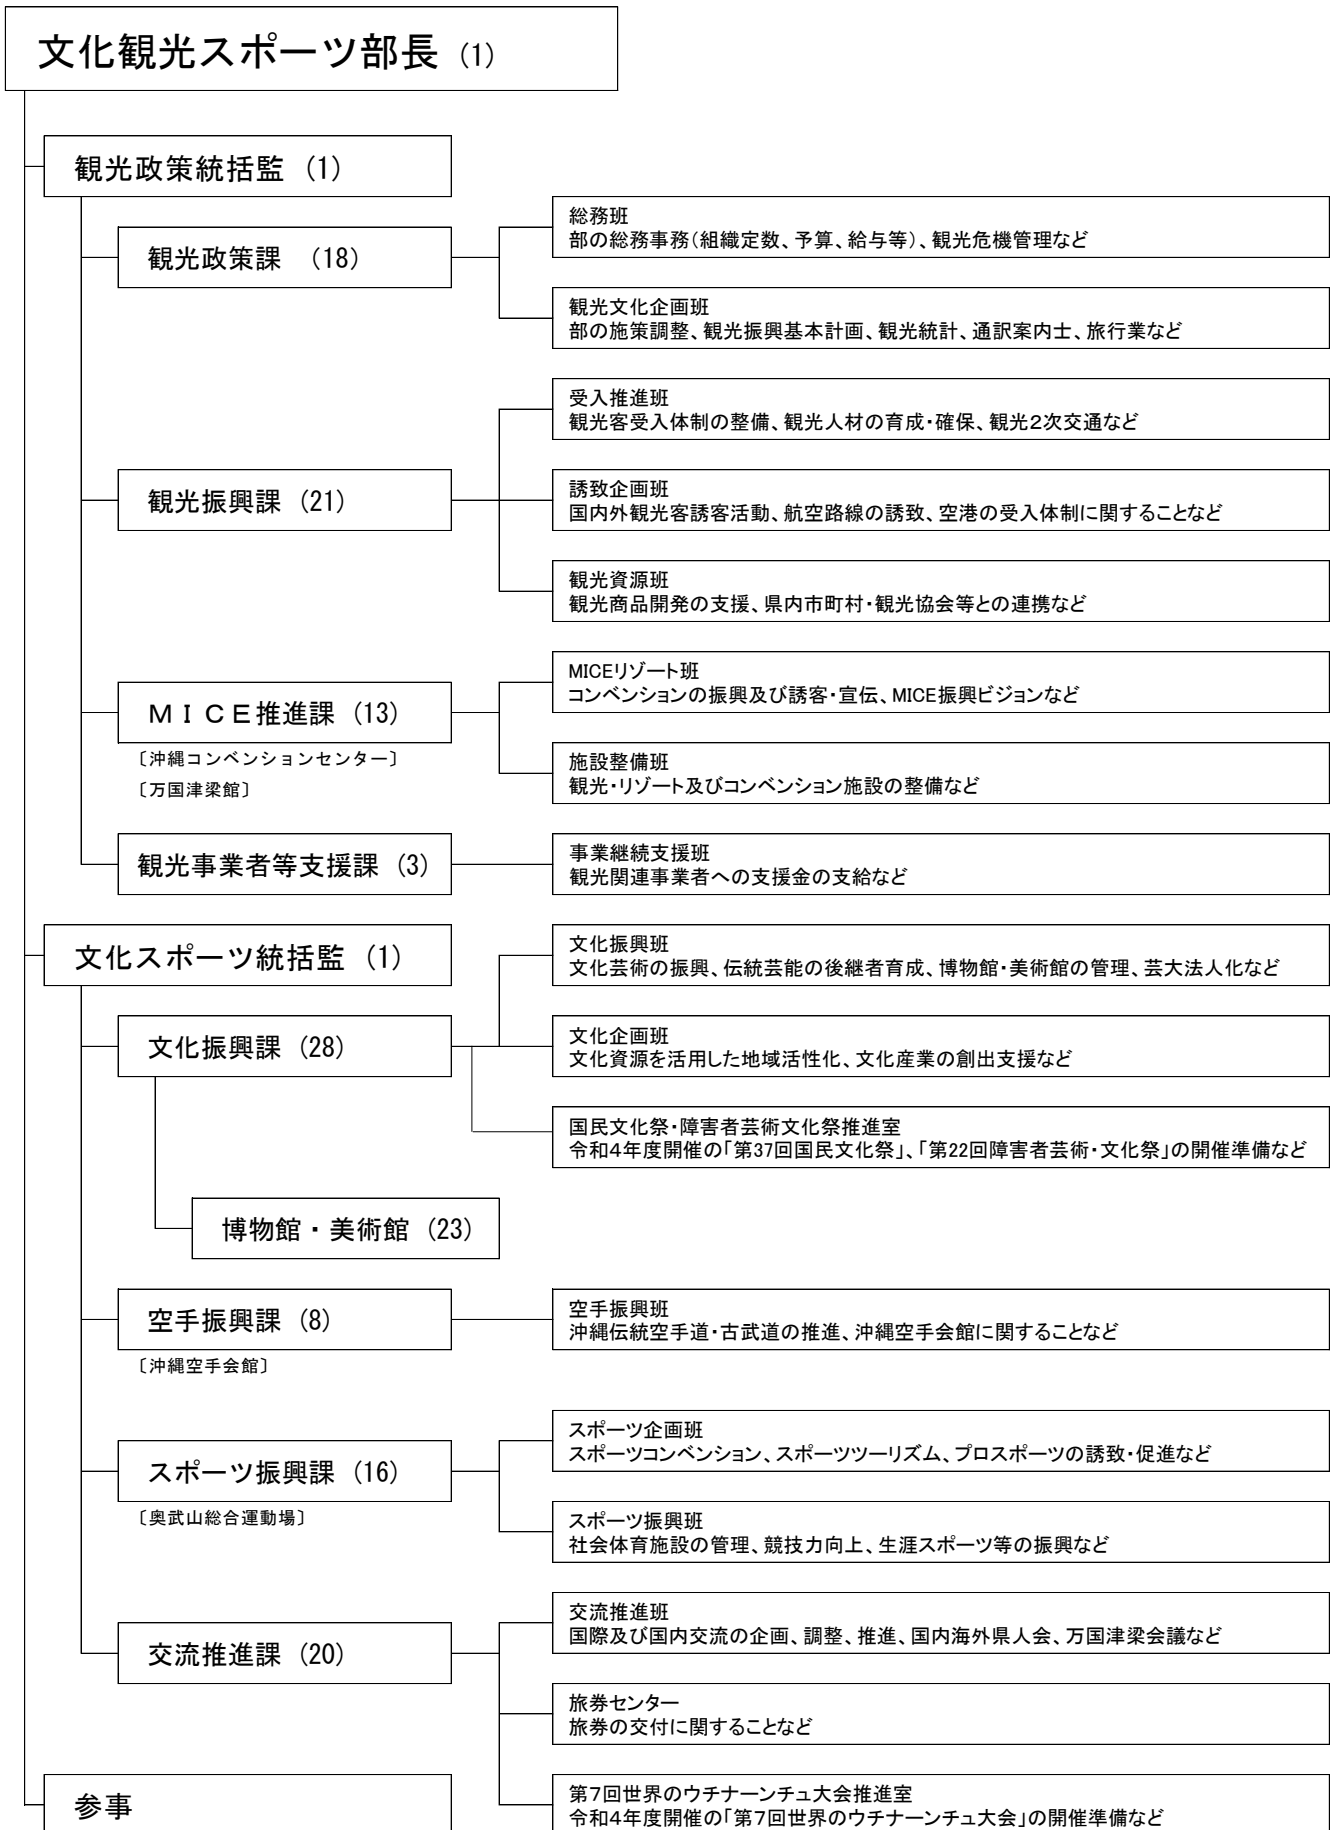 文化観光スポーツ部長 (1)
観光政策統括監 (1)
観光政策課 (18)
総務班
部の総務事務(組織定数、予算、給与等)、観光危機管理など
観光文化企画班
部の施策調整、観光振興基本計画、観光統計、通訳案内士、旅行業など
観光振興課 (21)
受入推進班
観光客受入体制の整備、観光人材の育成・確保、観光2次交通など
誘致企画班
国内外観光客誘客活動、航空路線の誘致、空港の受入体制に関することなど
観光資源班
観光商品開発の支援、県内市町村・観光協会等との連携など
MICE推進課 (13)
〔沖縄コンベンションセンター〕
〔万国津梁館〕
MICEリゾート班
コンベンションの振興及び誘客・宣伝、MICE振興ビジョンなど
施設整備班
観光・リゾート及びコンベンション施設の整備など
観光事業者等支援課 (3)
事業継続支援班
観光関連事業者への支援金の支給など
文化スポーツ統括監 (1)
文化振興課 (28)
文化振興班
文化芸術の振興、伝統芸能の後継者育成、博物館・美術館の管理、芸大法人化など
文化企画班
文化資源を活用した地域活性化、文化産業の創出支援など
国民文化祭・障害者芸術文化祭推進室
令和4年度開催の「第37回国民文化祭」、「第22回障害者芸術・文化祭」の開催準備など
博物館・美術館 (23)
空手振興課 (8)
〔沖縄空手会館〕
空手振興班
沖縄伝統空手道・古武道の推進、沖縄空手会館に関することなど
スポーツ振興課 (16)
〔奥武山総合運動場〕
スポーツ企画班
スポーツコンベンション、スポーツツーリズム、プロスポーツの誘致・促進など
スポーツ振興班
社会体育施設の管理、競技力向上、生涯スポーツ等の振興など
交流推進課 (20)
交流推進班
国際及び国内交流の企画、調整、推進、国内海外県人会、万国津梁会議など
旅券センター
旅券の交付に関することなど
第7回世界のウチナーンチュ大会推進室
令和4年度開催の「第7回世界のウチナーンチュ大会」の開催準備など
参事